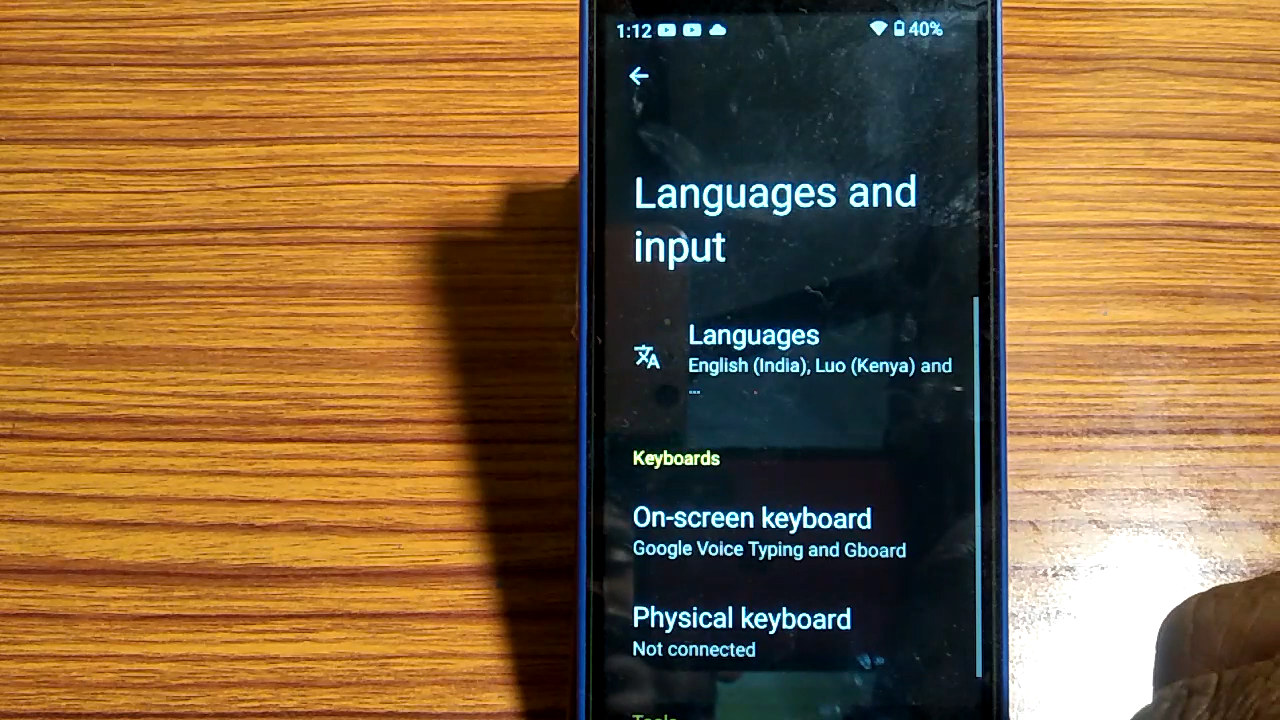 1:12 40%
Languages and
input
Languages
English (India), Luo (Kenya) and
...
Keyboards
On-screen keyboard
Google Voice Typing and Gboard
Physical keyboard
Not connected
Tools